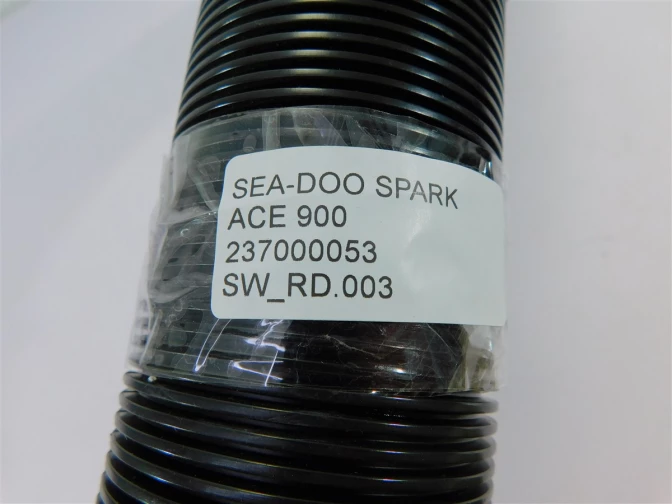 SEA-DOO SPARK
ACE 900
237000053
SW_RD.003